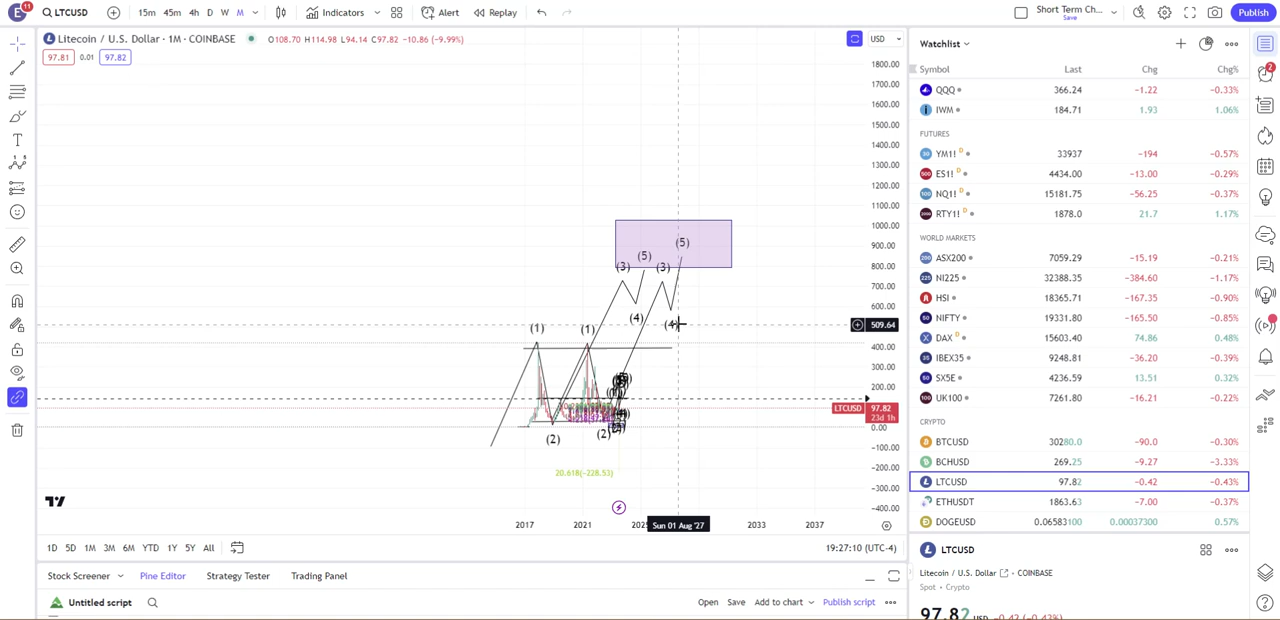 E 11 LTCUSD 15m 45m 4h D W M Indicators Alert Replay Short Term Ch... Save Publish
Litecoin / U.S. Dollar · 1M · COINBASE O108.70 H114.98 L94.14 C97.82 −10.86 (−9.99%)
97.81 0.01 97.82
USD
1800.00
1700.00
1600.00
1500.00
1400.00
1300.00
1200.00
1100.00
1000.00
900.00
800.00
700.00
600.00
509.64
400.00
300.00
200.00
LTCUSD 97.82
23d 1h
0.00
−100.00
−200.00
−300.00
−400.00
(5)
(5)
(3) (3)
(4)
(1) (1)
(2) (2)
20.618(−228.53)
2017 2021 Sun 01 Aug '27 2033 2037
1D 5D 1M 3M 6M YTD 1Y 5Y All 19:27:10 (UTC-4)
Stock Screener Pine Editor Strategy Tester Trading Panel
Untitled script Open Save Add to chart Publish script
Watchlist
Symbol Last Chg Chg%
QQQ 366.24 −1.22 −0.33%
IWM 184.71 1.93 1.06%
FUTURES
YM1! D 33937 −194 −0.57%
ES1! D 4434.00 −13.00 −0.29%
NQ1! D 15181.75 −56.25 −0.37%
RTY1! D 1878.0 21.7 1.17%
WORLD MARKETS
ASX200 7059.29 −15.19 −0.21%
NI225 32388.35 −384.60 −1.17%
HSI 18365.71 −167.35 −0.90%
NIFTY 19331.80 −165.50 −0.85%
DAX D 15603.40 74.86 0.48%
IBEX35 9248.81 −36.20 −0.39%
SX5E 4236.59 13.51 0.32%
UK100 7261.80 −16.21 −0.22%
CRYPTO
BTCUSD 30280.0 −90.0 −0.30%
BCHUSD 269.25 −9.27 −3.33%
LTCUSD 97.82 −0.42 −0.43%
ETHUSDT 1863.63 −7.00 −0.37%
DOGEUSD 0.06583100 0.00037300 0.57%
LTCUSD
Litecoin / U.S. Dollar COINBASE
Spot • Crypto
97.82 USD −0.42 (−0.43%)
2